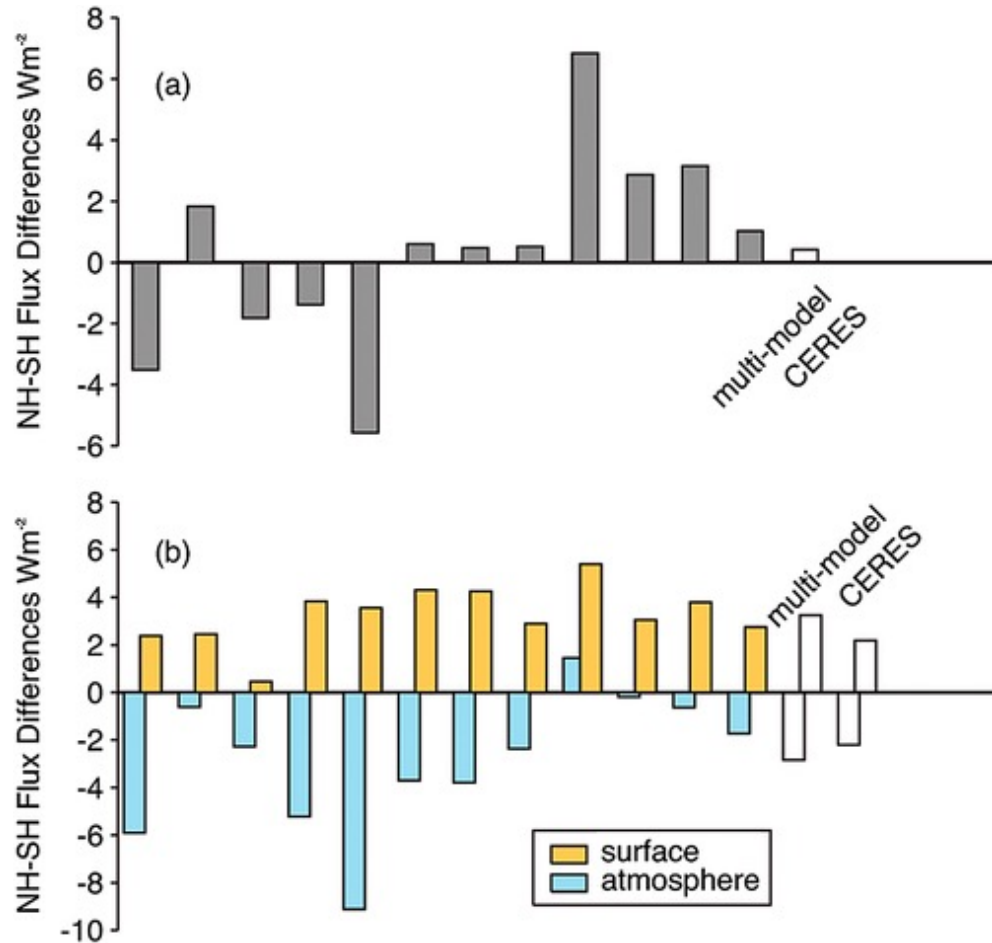 NH-SH Flux Differences Wm⁻²
(a)
8
6
4
2
0
-2
-4
-6
multi-model
CERES
NH-SH Flux Differences Wm⁻²
(b)
8
6
4
2
0
-2
-4
-6
-8
-10
multi-model
CERES
surface
atmosphere